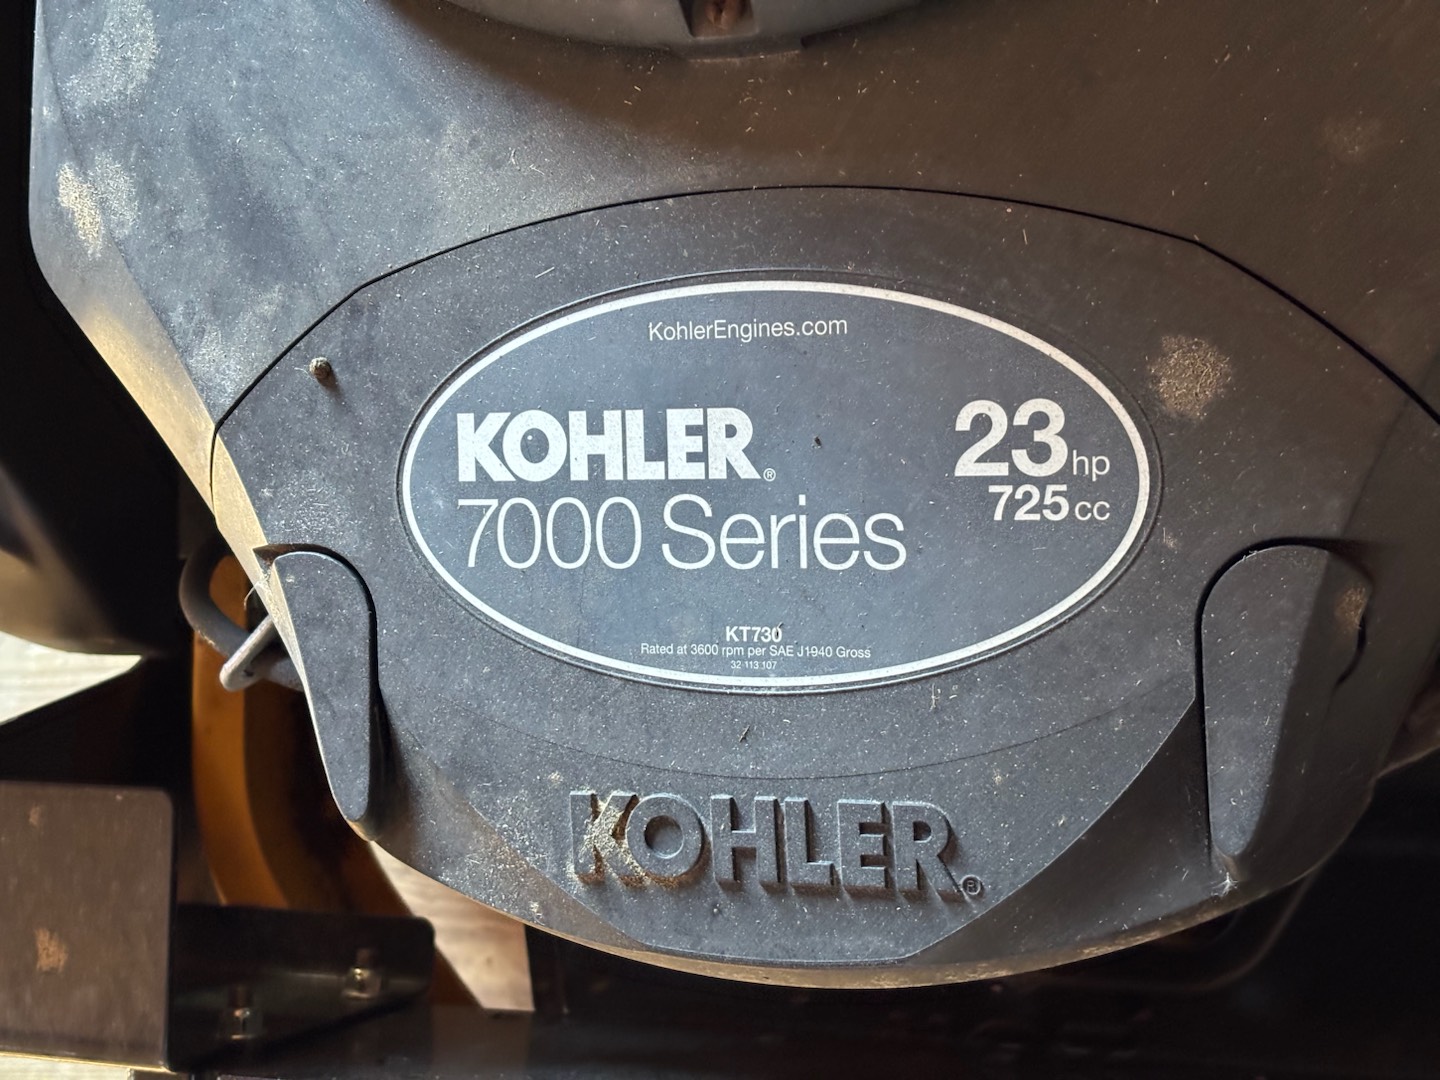 KohlerEngines.com
KOHLER®
7000 Series
23 hp
725 cc
KT730
Rated at 3600 rpm per SAE J1940 Gross
32 113 107
KOHLER®